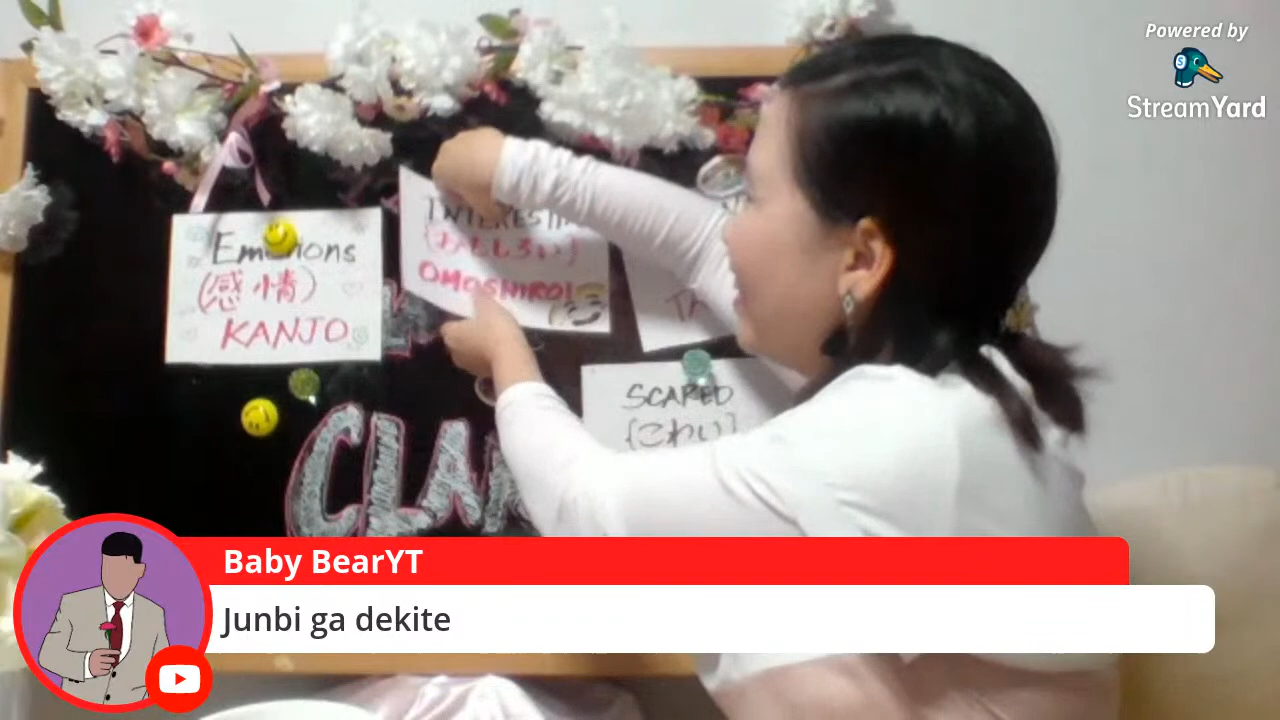 Powered by
StreamYard
Emotions
(感情)
KANJO
(おもしろい)
OMOSHIROI
SCARED
{こわい}
Baby BearYT
Junbi ga dekite